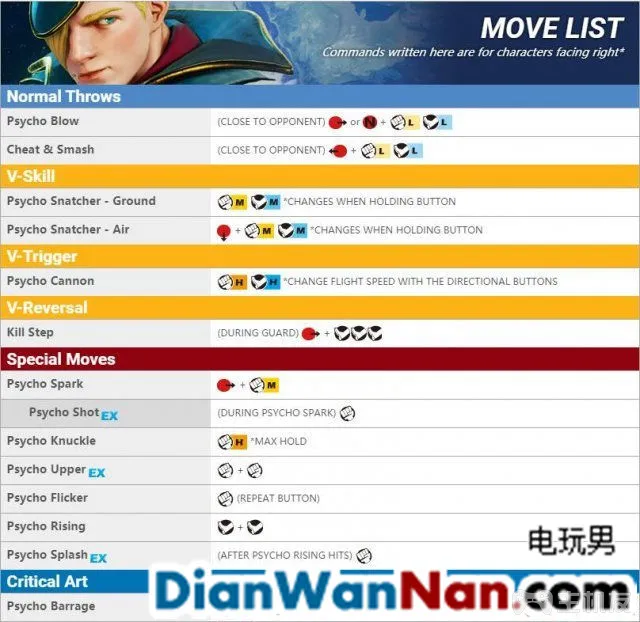 MOVE LIST
Commands written here are for characters facing right*
Normal Throws
Psycho Blow (CLOSE TO OPPONENT) or N + L L
Cheat & Smash (CLOSE TO OPPONENT) + L L
V-Skill
Psycho Snatcher - Ground M M *CHANGES WHEN HOLDING BUTTON
Psycho Snatcher - Air + M M *CHANGES WHEN HOLDING BUTTON
V-Trigger
Psycho Cannon H H *CHANGE FLIGHT SPEED WITH THE DIRECTIONAL BUTTONS
V-Reversal
Kill Step (DURING GUARD) +
Special Moves
Psycho Spark + M
Psycho Shot EX (DURING PSYCHO SPARK)
Psycho Knuckle H *MAX HOLD
Psycho Upper EX +
Psycho Flicker (REPEAT BUTTON)
Psycho Rising +
Psycho Splash EX (AFTER PSYCHO RISING HITS)
电玩男
Critical Art
DianWanNan.com
Psycho Barrage